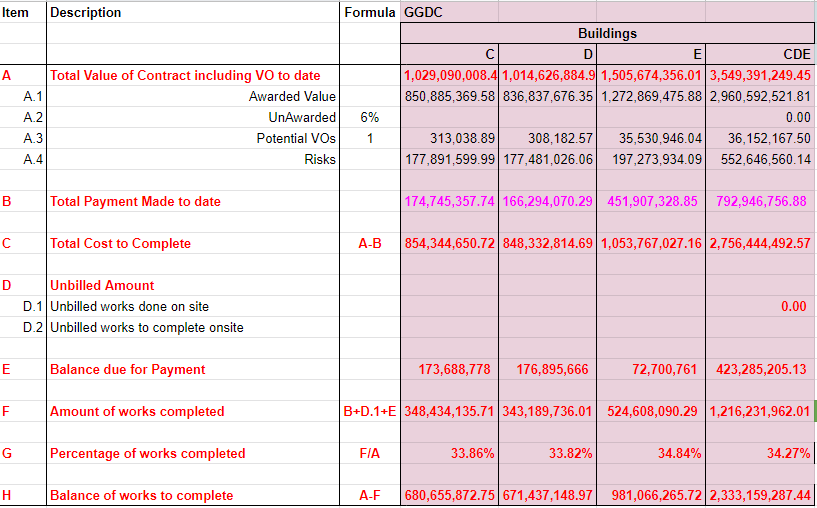 Item Description Formula GGDC
Buildings
C D E CDE
A Total Value of Contract including VO to date 1,029,090,008.4 1,014,626,884.9 1,505,674,356.01 3,549,391,249.45
A.1 Awarded Value 850,885,369.58 836,837,676.35 1,272,869,475.88 2,960,592,521.81
A.2 UnAwarded 6% 0.00
A.3 Potential VOs 1 313,038.89 308,182.57 35,530,946.04 36,152,167.50
A.4 Risks 177,891,599.99 177,481,026.06 197,273,934.09 552,646,560.14
B Total Payment Made to date 174,745,357.74 166,294,070.29 451,907,328.85 792,946,756.88
C Total Cost to Complete A-B 854,344,650.72 848,332,814.69 1,053,767,027.16 2,756,444,492.57
D Unbilled Amount
D.1 Unbilled works done on site 0.00
D.2 Unbilled works to complete onsite
E Balance due for Payment 173,688,778 176,895,666 72,700,761 423,285,205.13
F Amount of works completed B+D.1+E 348,434,135.71 343,189,736.01 524,608,090.29 1,216,231,962.01
G Percentage of works completed F/A 33.86% 33.82% 34.84% 34.27%
H Balance of works to complete A-F 680,655,872.75 671,437,148.97 981,066,265.72 2,333,159,287.44